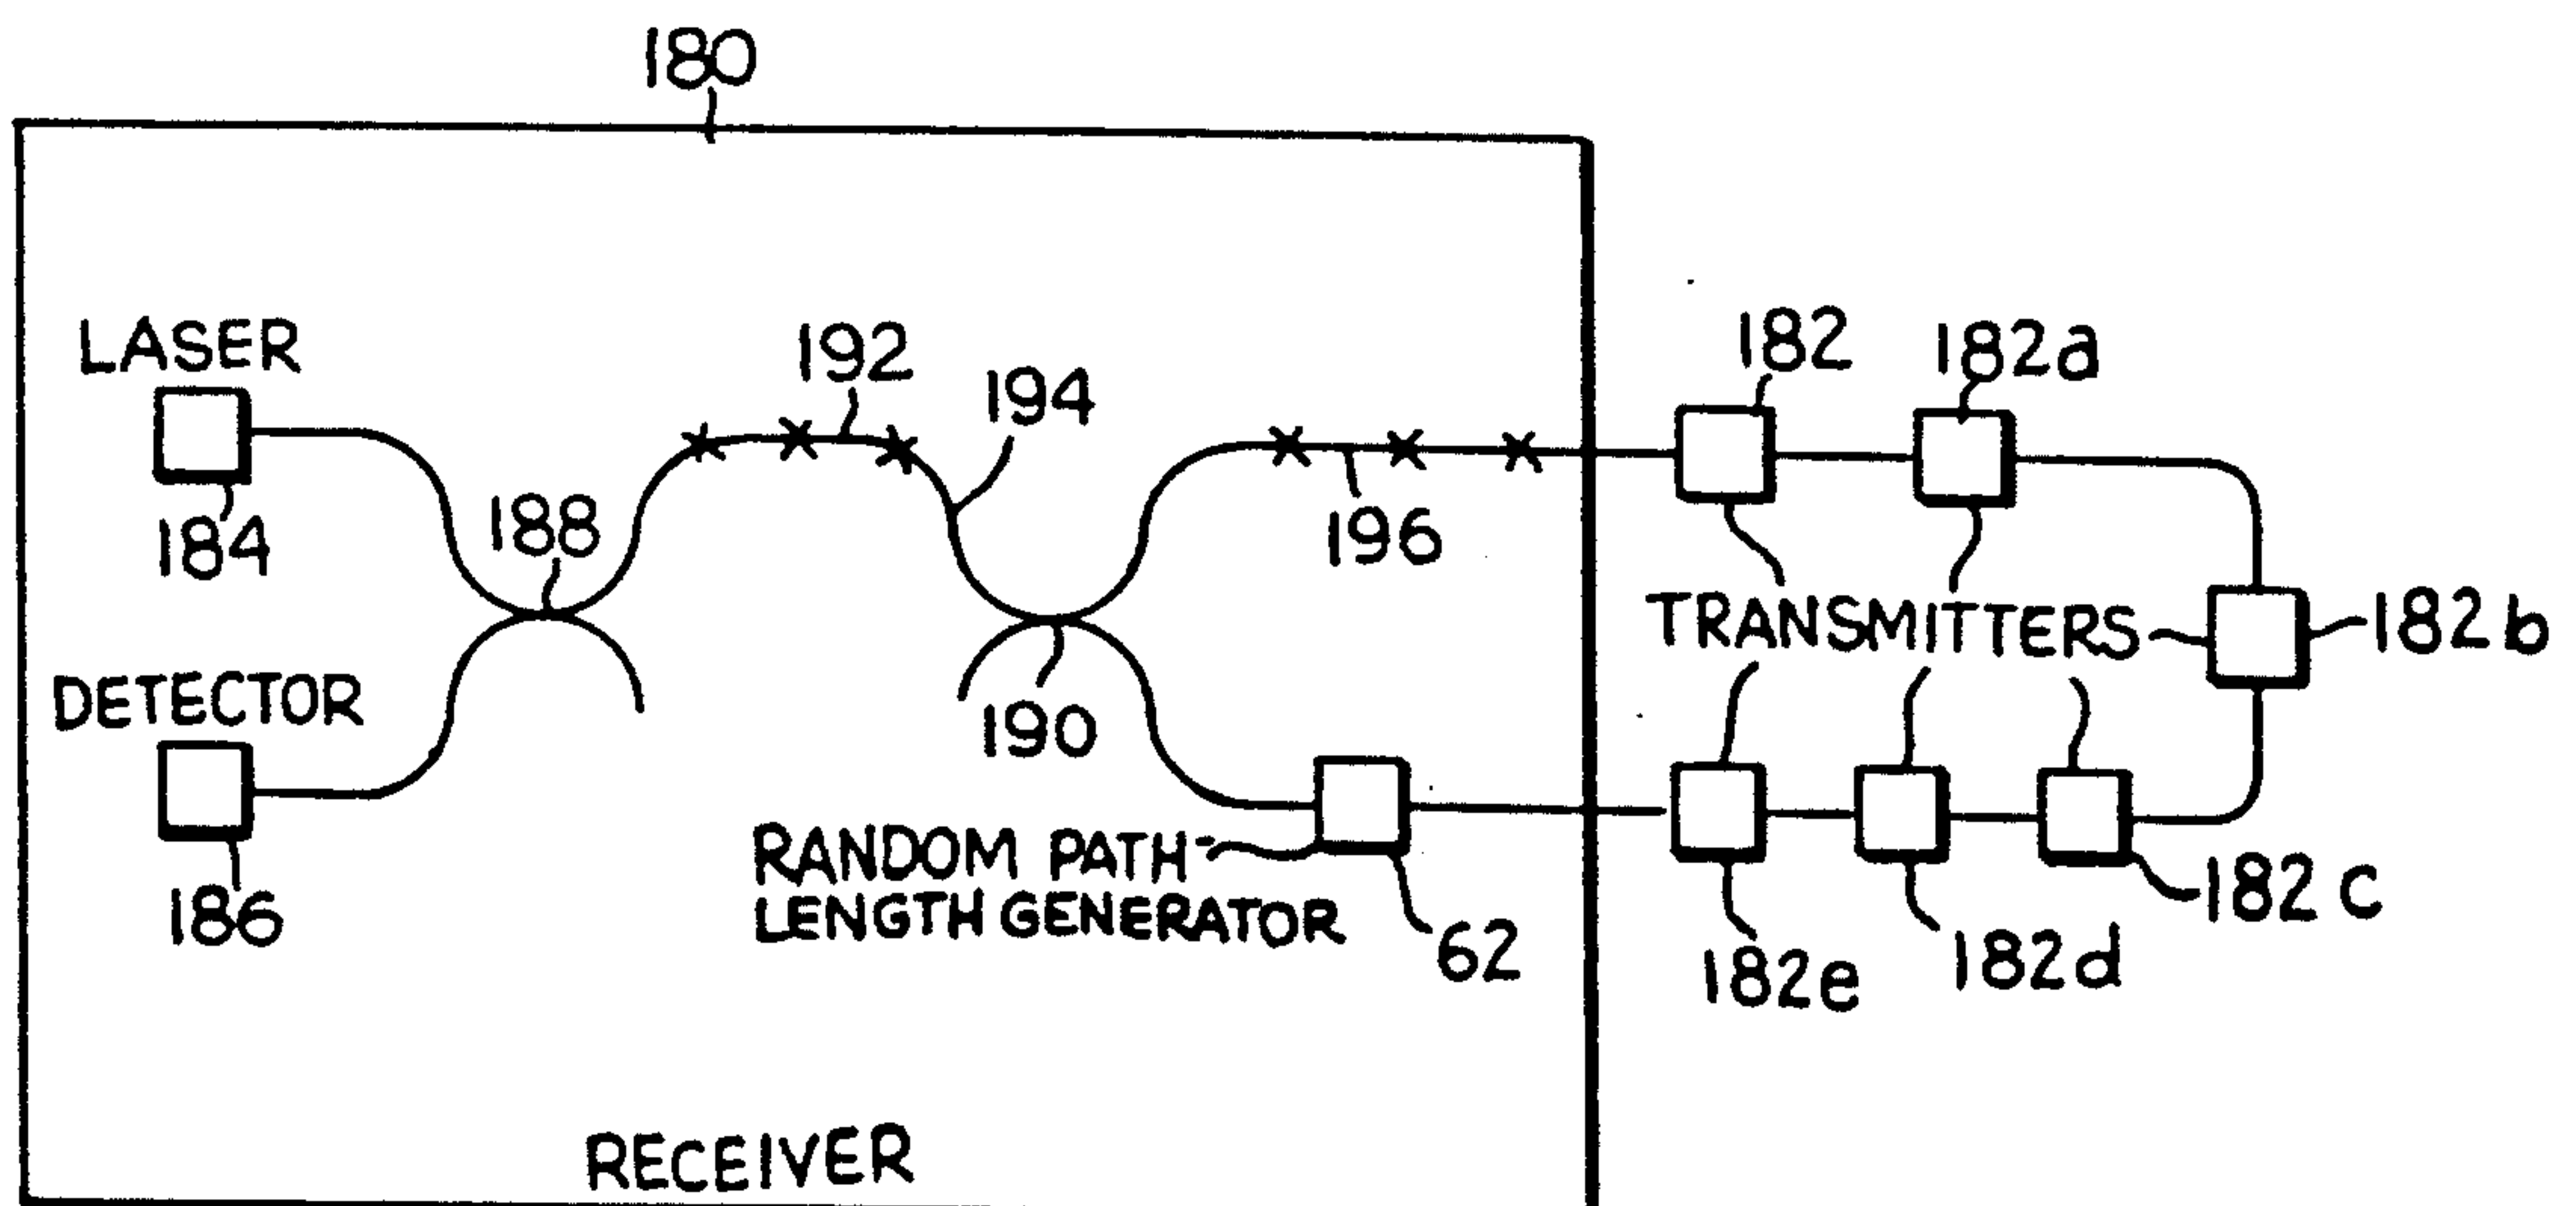 180
LASER
184
188
192
194
196
182
182a
TRANSMITTERS
182b
DETECTOR
186
190
RANDOM PATH-
LENGTH GENERATOR
62
182e
182d
182c
RECEIVER